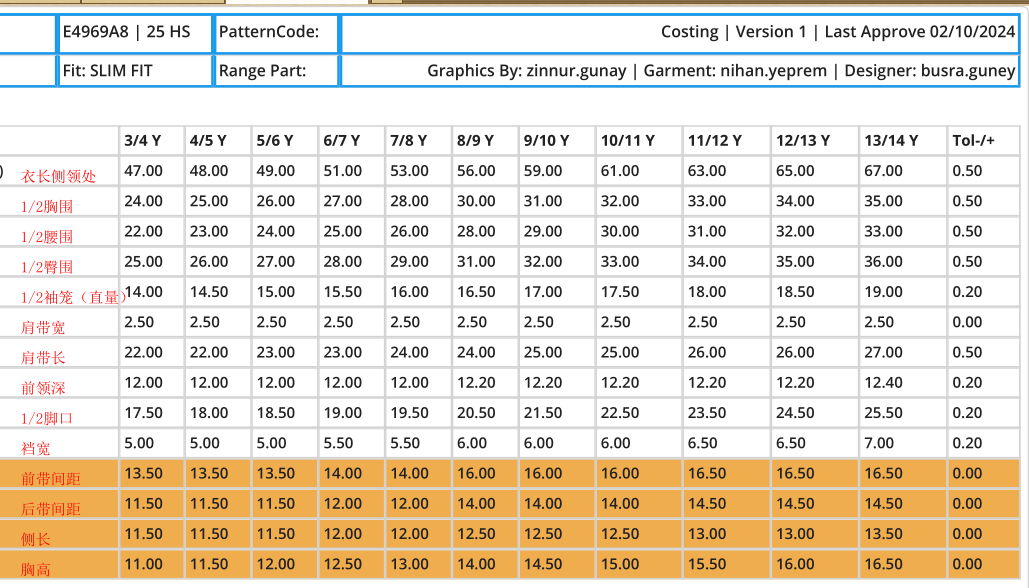 E4969A8 | 25 HS PatternCode: Costing | Version 1 | Last Approve 02/10/2024
Fit: SLIM FIT Range Part: Graphics By: zinnur.gunay | Garment: nihan.yeprem | Designer: busra.guney
3/4 Y 4/5 Y 5/6 Y 6/7 Y 7/8 Y 8/9 Y 9/10 Y 10/11 Y 11/12 Y 12/13 Y 13/14 Y Tol-/+
) 衣长侧领处 47.00 48.00 49.00 51.00 53.00 56.00 59.00 61.00 63.00 65.00 67.00 0.50
1/2胸围 24.00 25.00 26.00 27.00 28.00 30.00 31.00 32.00 33.00 34.00 35.00 0.50
1/2腰围 22.00 23.00 24.00 25.00 26.00 28.00 29.00 30.00 31.00 32.00 33.00 0.50
1/2臀围 25.00 26.00 27.00 28.00 29.00 31.00 32.00 33.00 34.00 35.00 36.00 0.50
1/2袖笼（直量） 14.00 14.50 15.00 15.50 16.00 16.50 17.00 17.50 18.00 18.50 19.00 0.20
肩带宽 2.50 2.50 2.50 2.50 2.50 2.50 2.50 2.50 2.50 2.50 2.50 0.00
肩带长 22.00 22.00 23.00 23.00 24.00 24.00 25.00 25.00 26.00 26.00 27.00 0.50
前领深 12.00 12.00 12.00 12.00 12.00 12.20 12.20 12.20 12.20 12.20 12.40 0.20
1/2脚口 17.50 18.00 18.50 19.00 19.50 20.50 21.50 22.50 23.50 24.50 25.50 0.20
裆宽 5.00 5.00 5.00 5.50 5.50 6.00 6.00 6.00 6.50 6.50 7.00 0.20
前带间距 13.50 13.50 13.50 14.00 14.00 16.00 16.00 16.00 16.50 16.50 16.50 0.00
后带间距 11.50 11.50 11.50 12.00 12.00 14.00 14.00 14.00 14.50 14.50 14.50 0.00
侧长 11.50 11.50 11.50 12.00 12.00 12.50 12.50 12.50 13.00 13.00 13.50 0.00
胸高 11.00 11.50 12.00 12.50 13.00 14.00 14.50 15.00 15.50 16.00 16.50 0.00